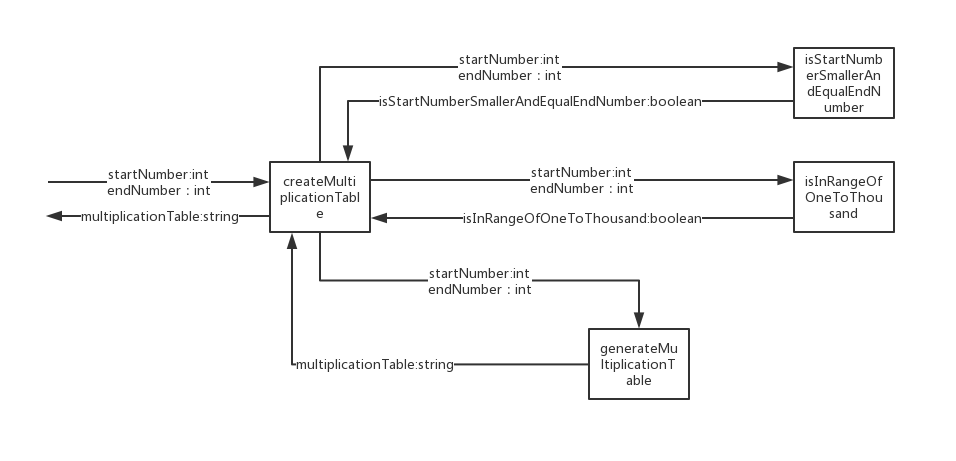 startNumber:int
endNumber : int
isStartNumb
erSmallerAn
dEqualEndN
umber
isStartNumberSmallerAndEqualEndNumber:boolean
startNumber:int
endNumber : int
createMulti
plicationTabl
e
startNumber:int
endNumber : int
isInRangeOf
OneToThou
sand
multiplicationTable:string
isInRangeOfOneToThousand:boolean
startNumber:int
endNumber : int
generateMu
ltiplicationT
able
multiplicationTable:string